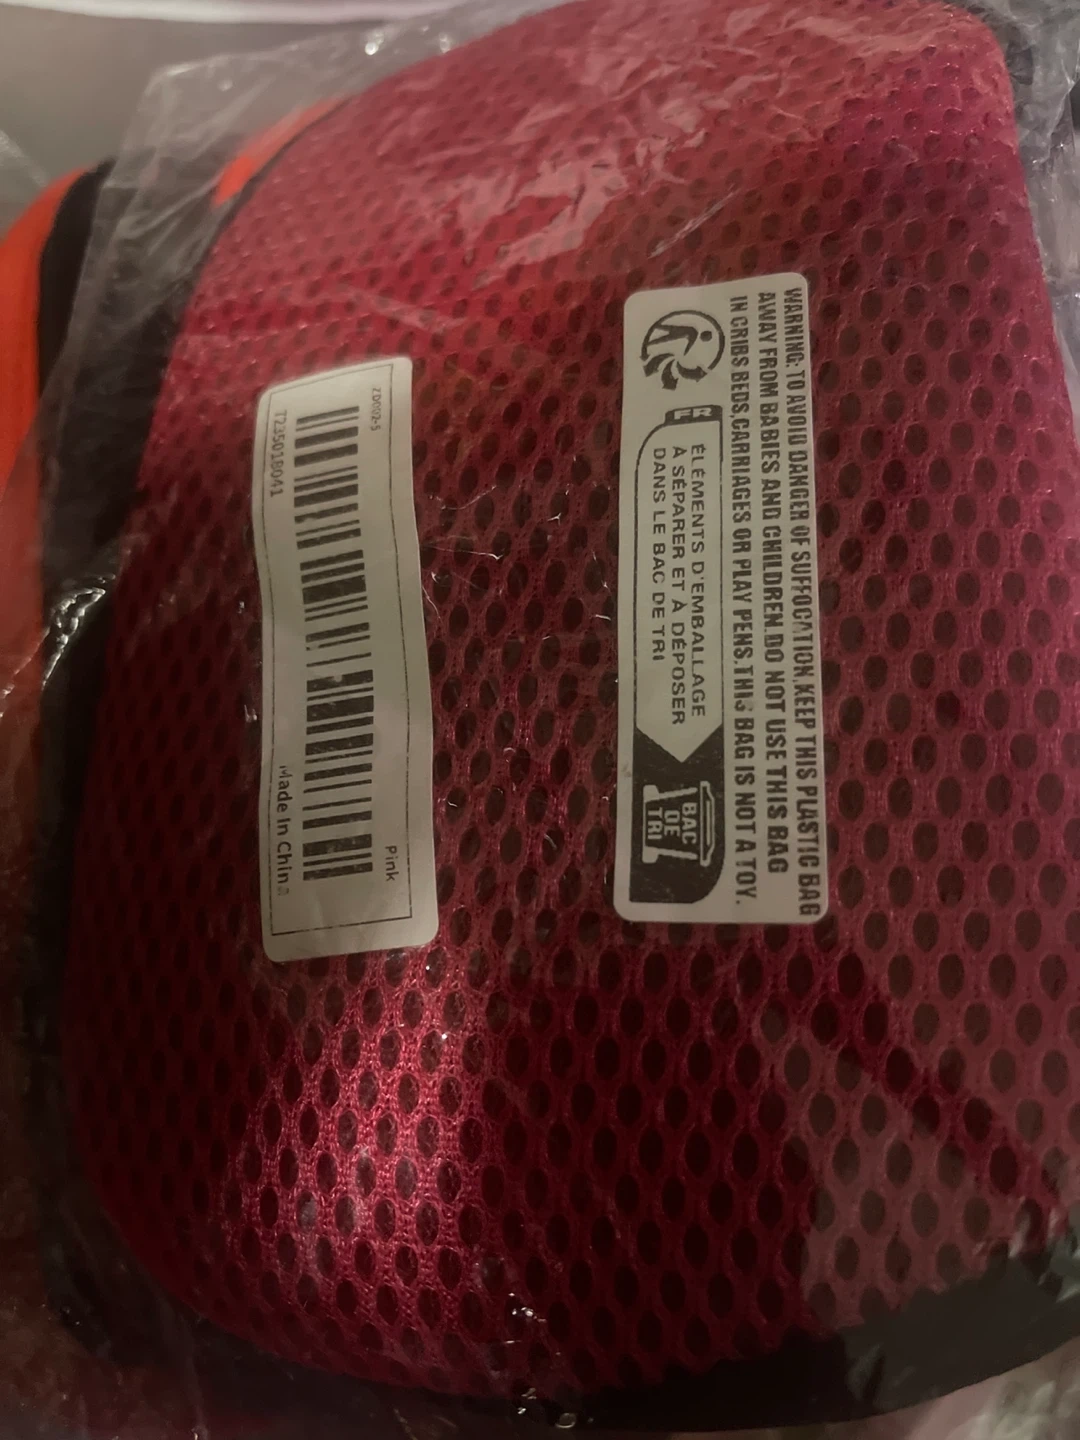 WARNING: TO AVOID DANGER OF SUFFOCATION,KEEP THIS PLASTIC BAG
AWAY FROM BABIES AND CHILDREN.DO NOT USE THIS BAG
IN CRIBS BEDS,CARRIAGES OR PLAY PENS.THIS BAG IS NOT A TOY.
FR
ÉLÉMENTS D'EMBALLAGE
À SÉPARER ET À DÉPOSER
DANS LE BAC DE TRI
BAC
DE
TRI
ZD002-5
Pink
7235018041
Made In China